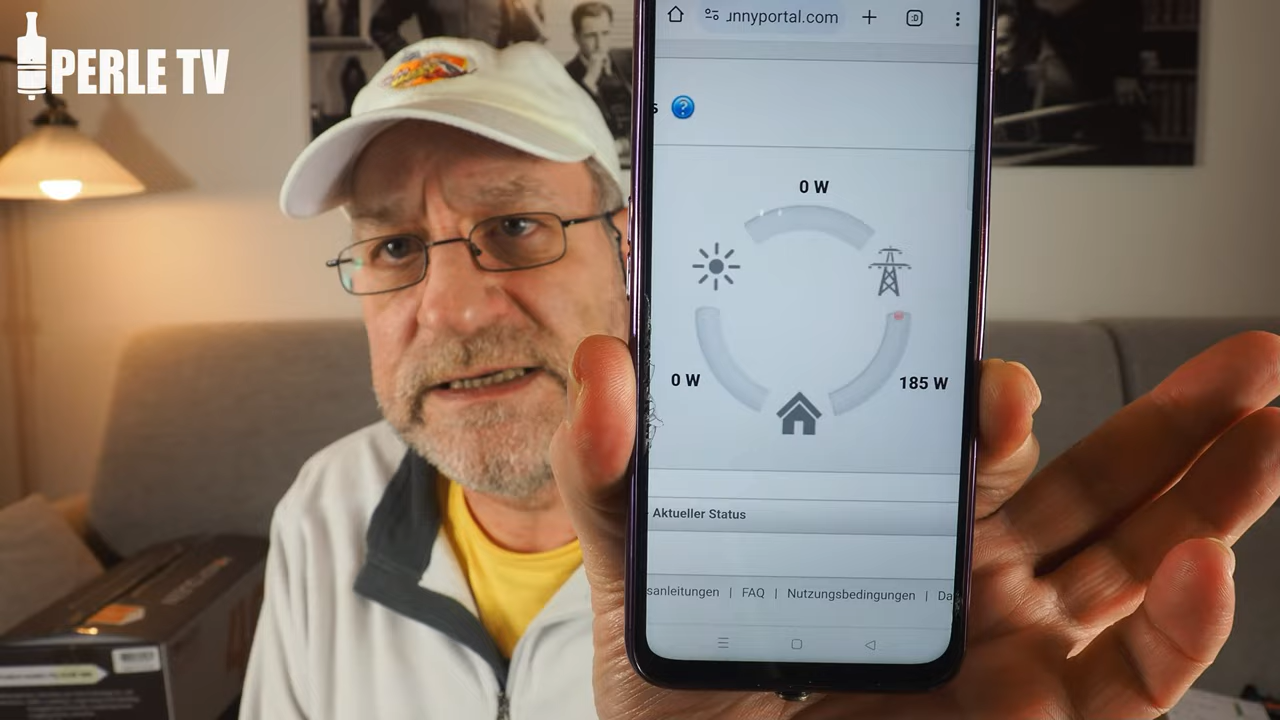 PERLE TV
:D
unnyportal.com
s
?
0 W
0 W
185 W
Aktueller Status
sanleitungen | FAQ | Nutzungsbedingungen | Da